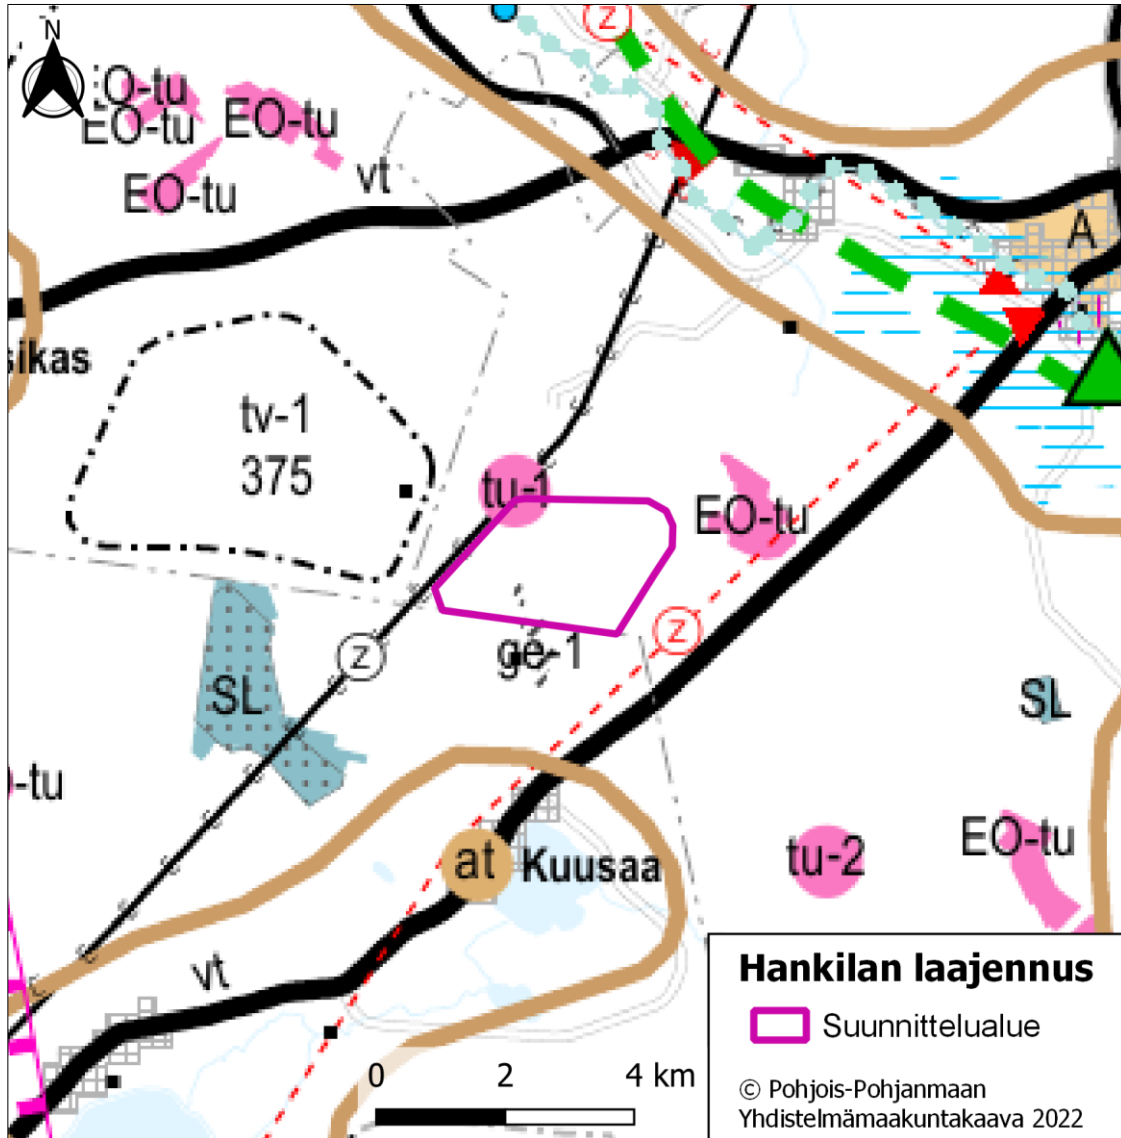 N
Z
EO-tu
EO-tu
EO-tu
vt
EO-tu
A
sikas
tv-1
375
tu-1
EO-tu
Z
Z
ge-1
SL
SL
-tu
EO-tu
tu-2
at
Kuusaa
vt
Hankilan laajennus
Suunnittelualue
0 2 4 km
© Pohjois-Pohjanmaan
Yhdistelmämaakuntakaava 2022